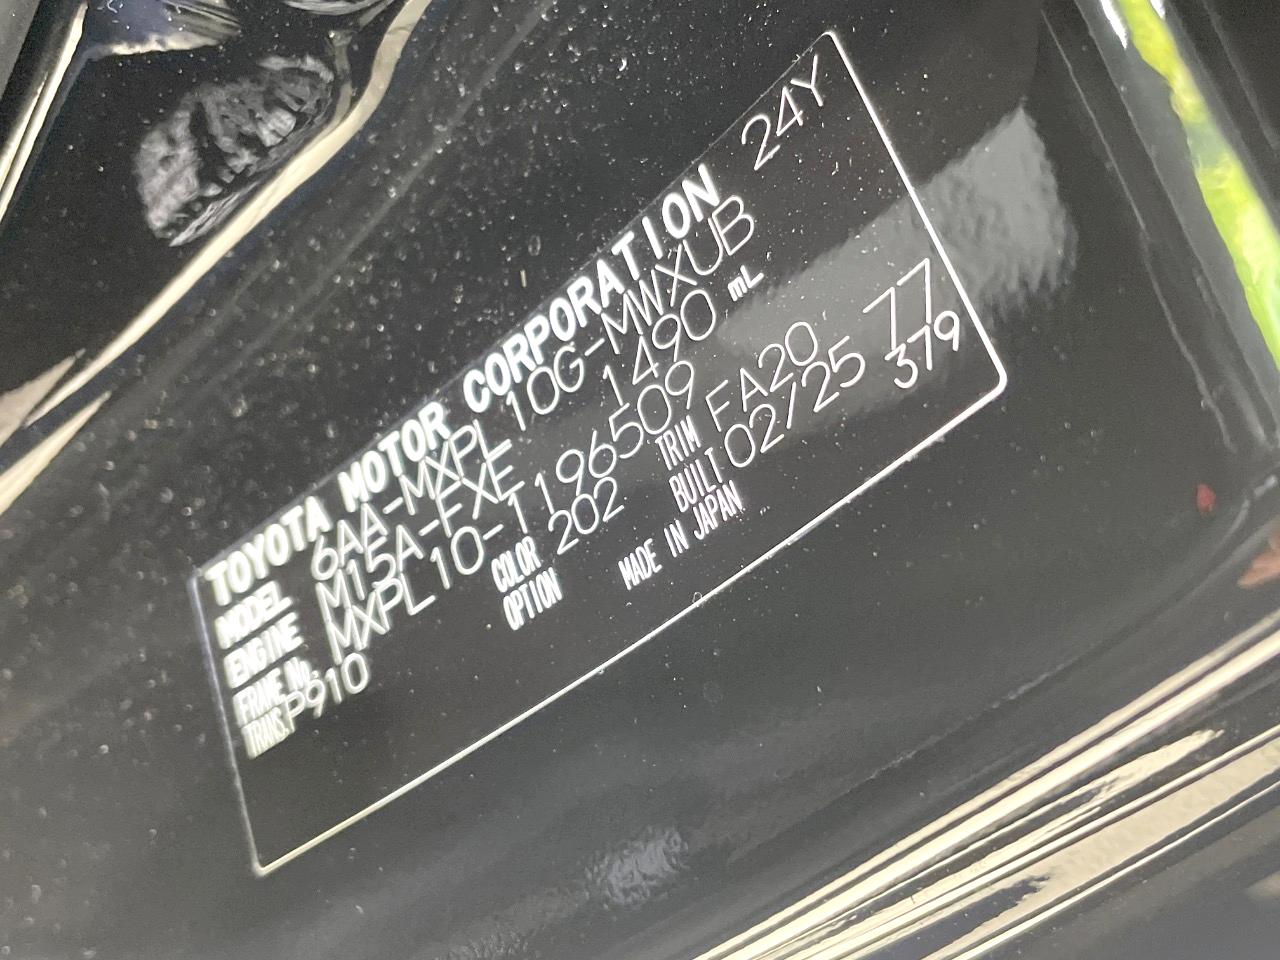 TOYOTA MOTOR CORPORATION 24Y
MODEL 6AA-MXPL10G-MWXUB
ENGINE M15A-FXE 1490 mL
FRAME No. MXPL10-1196509
TRANS. P910 COLOR 202 TRIM FA20 77
OPTION BUILT 02/25 379
MADE IN JAPAN